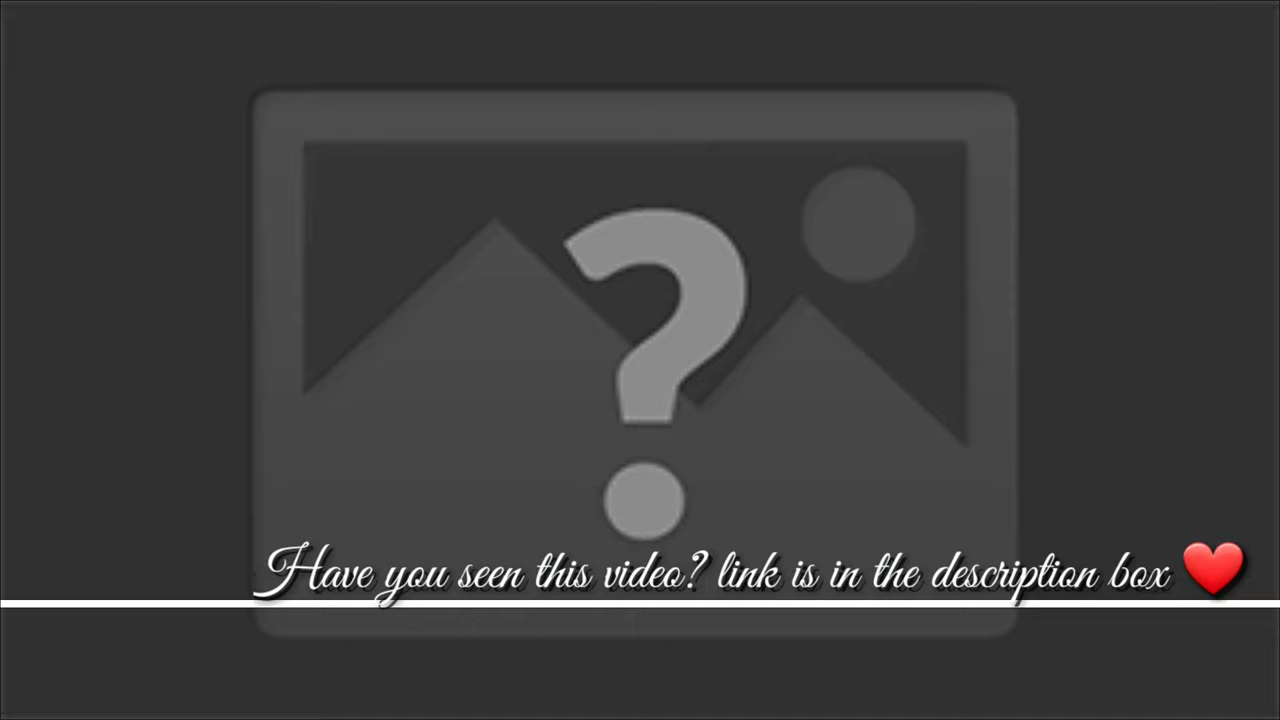 Have you seen this video? link is in the description box ❤️